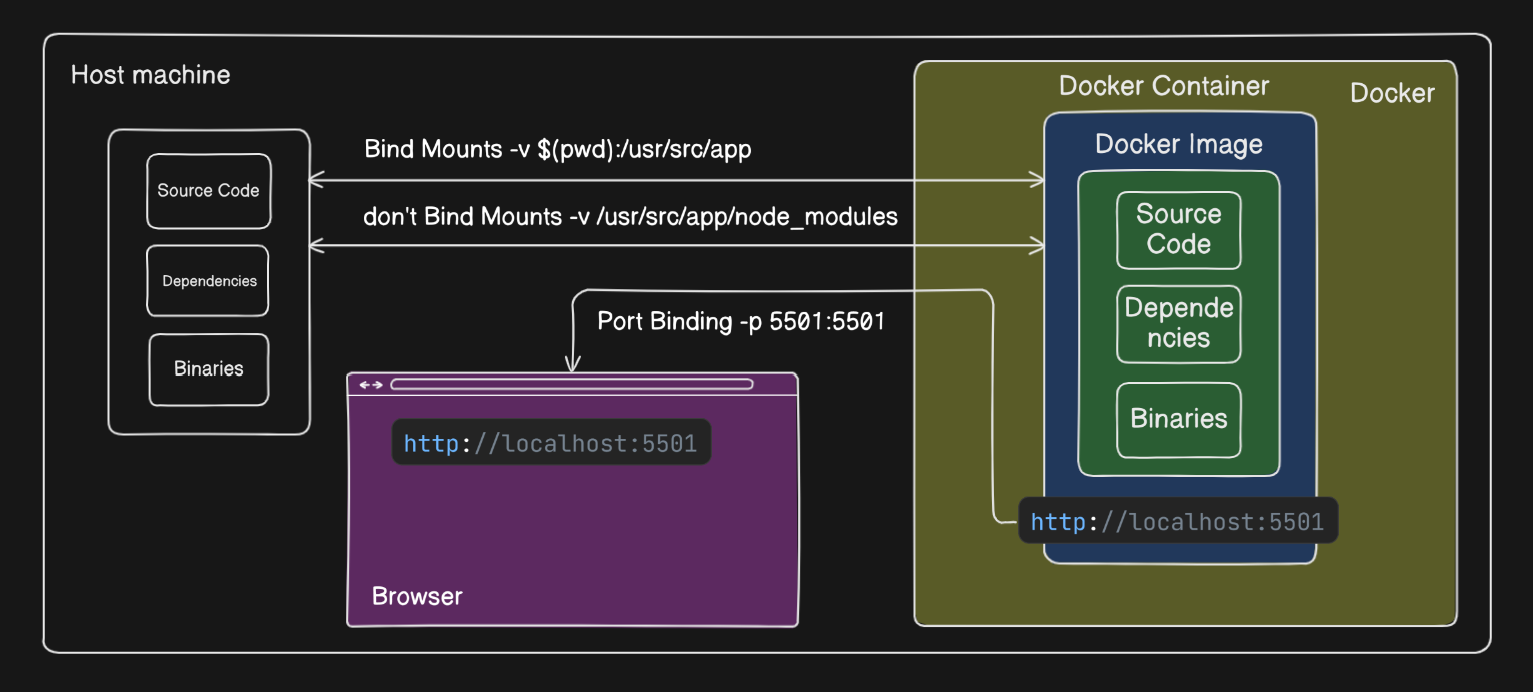 Host machine
Source Code
Dependencies
Binaries
Bind Mounts -v $(pwd):/usr/src/app
don't Bind Mounts -v /usr/src/app/node_modules
Port Binding -p 5501:5501
http://localhost:5501
Browser
Docker Container
Docker
Docker Image
Source
Code
Depende
ncies
Binaries
http://localhost:5501